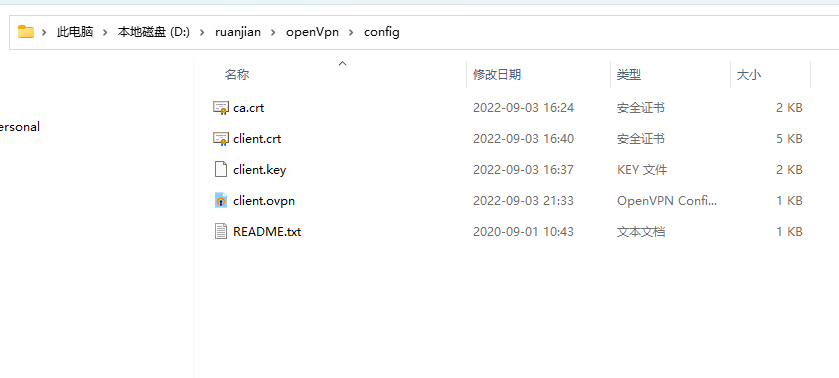 此电脑 > 本地磁盘 (D:) > ruanjian > openVpn > config
名称 修改日期 类型 大小
ca.crt 2022-09-03 16:24 安全证书 2 KB
ersonal
client.crt 2022-09-03 16:40 安全证书 5 KB
client.key 2022-09-03 16:37 KEY 文件 2 KB
client.ovpn 2022-09-03 21:33 OpenVPN Confi... 1 KB
README.txt 2020-09-01 10:43 文本文档 1 KB